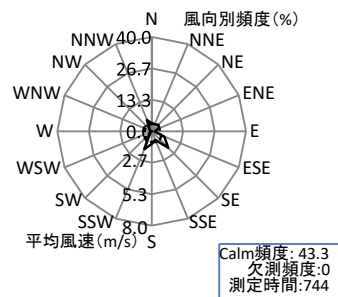 N 風向別頻度(%)
40.0
NNW NNE
NW NE
26.7
WNW ENE
13.3
W 0.0 E
WSW ESE
2.7
SW SE
5.3
SSW SSE
8.0
平均風速(m/s) S
Calm頻度: 43.3
欠測頻度:0
測定時間:744